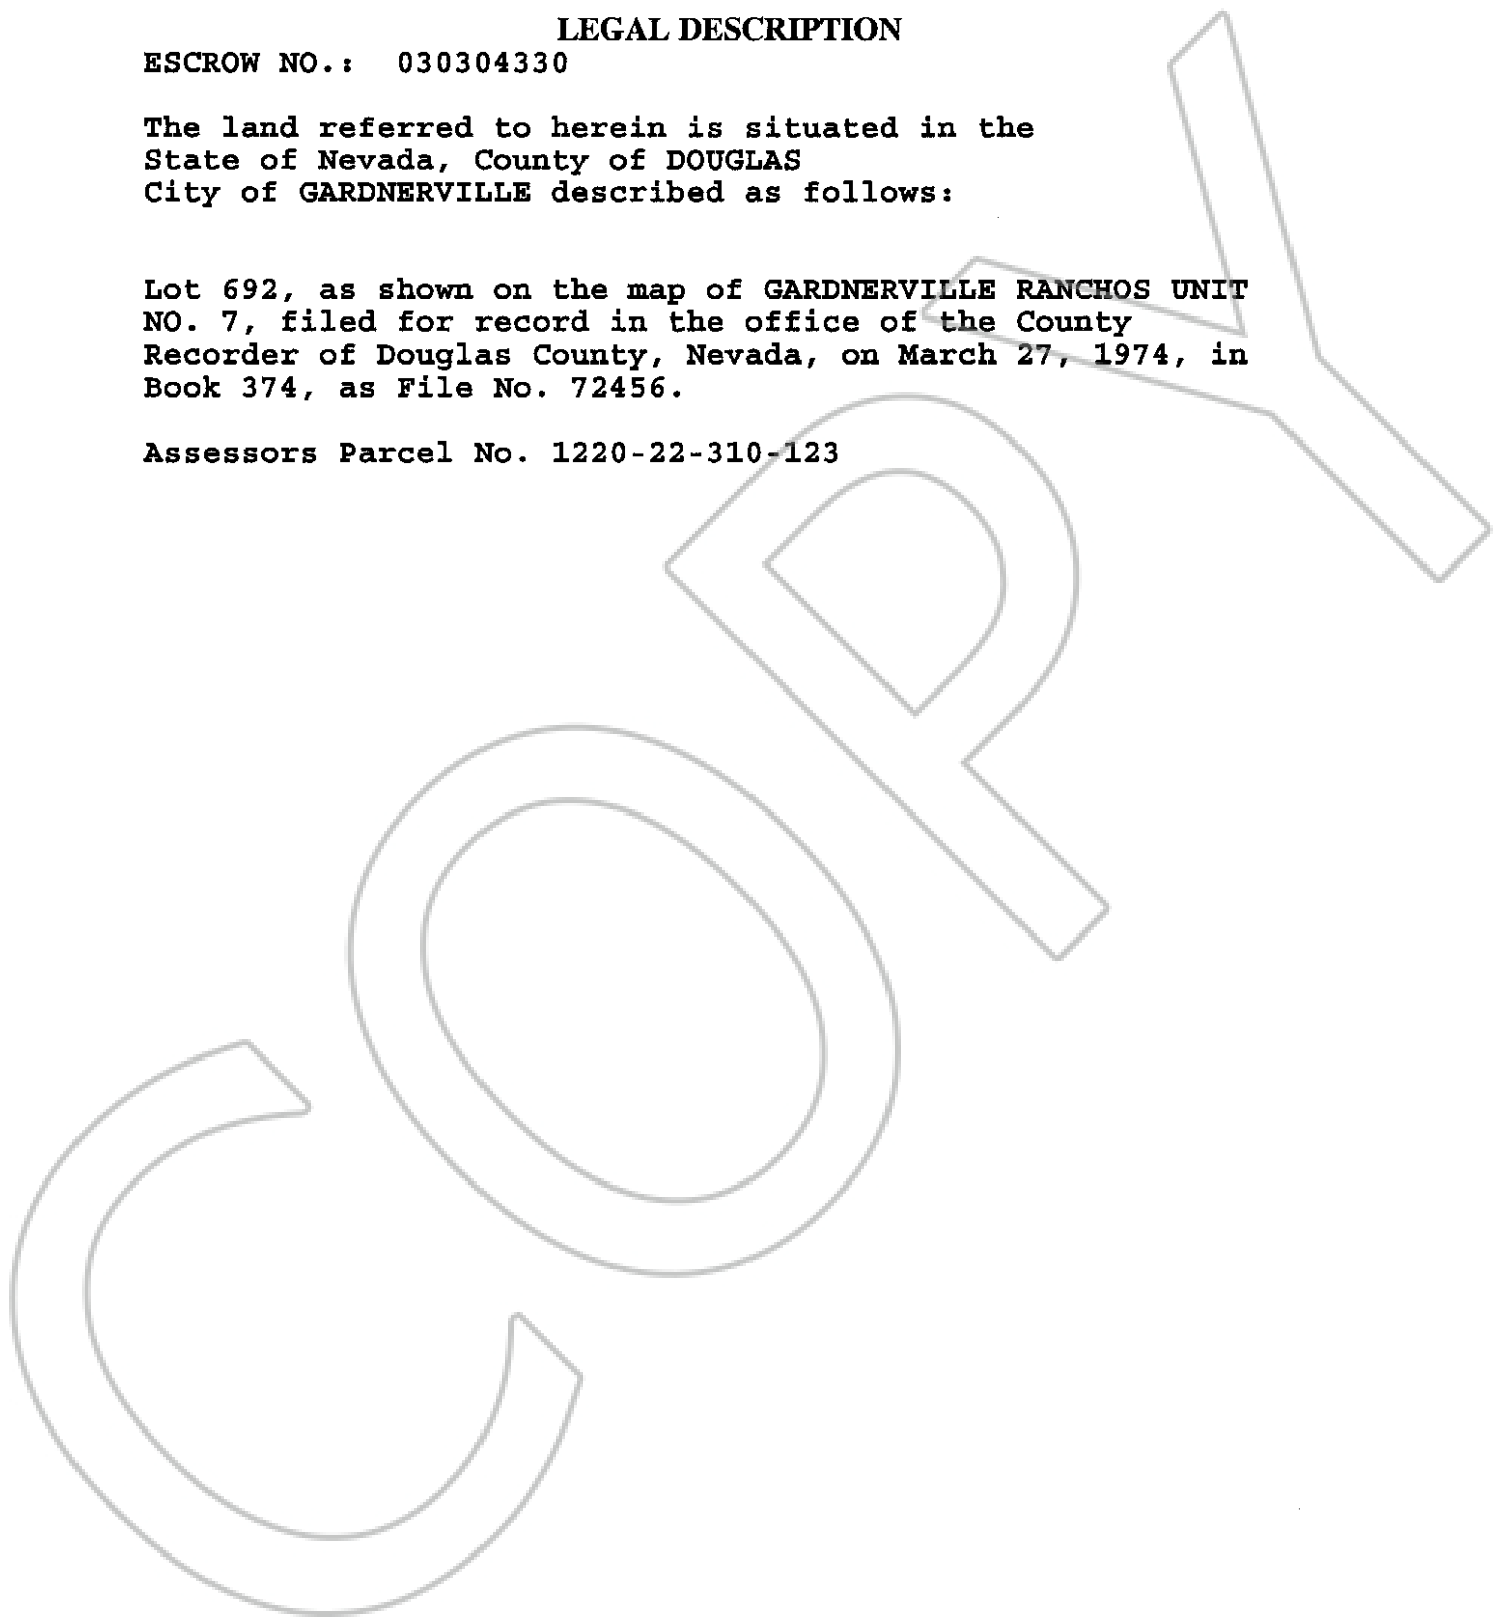 LEGAL DESCRIPTION
ESCROW NO.: 030304330
The land referred to herein is situated in the
State of Nevada, County of DOUGLAS
City of GARDNERVILLE described as follows:
Lot 692, as shown on the map of GARDNERVILLE RANCHOS UNIT
NO. 7, filed for record in the office of the County
Recorder of Douglas County, Nevada, on March 27, 1974, in
Book 374, as File No. 72456.
Assessors Parcel No. 1220-22-310-123
COPY